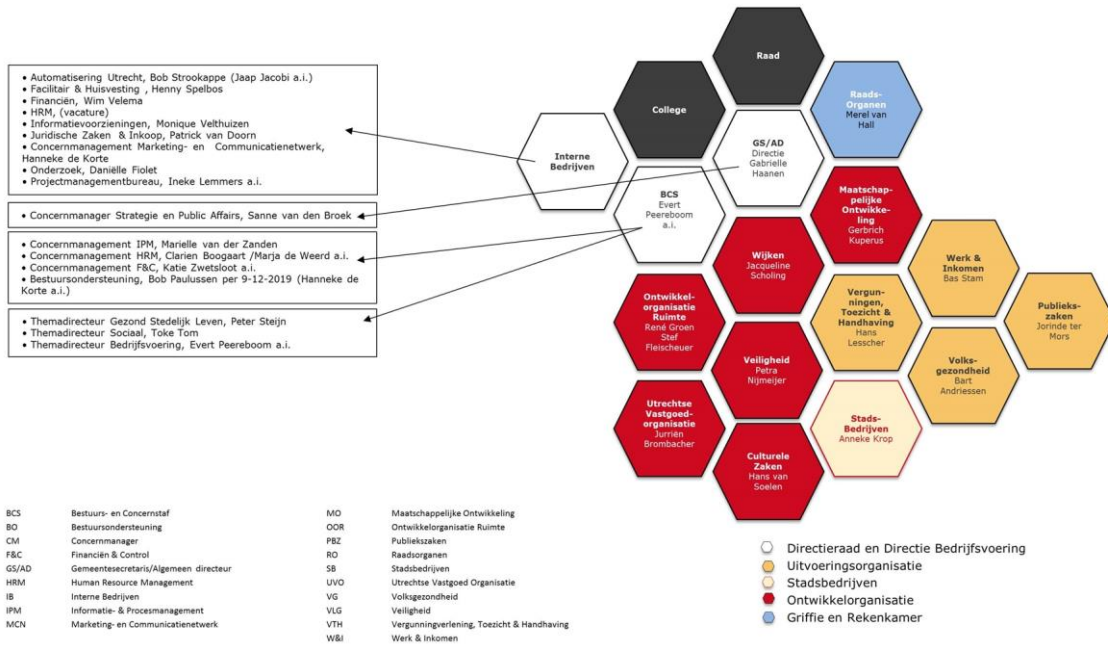 • Automatisering Utrecht, Bob Strookappe (Jaap Jacobi a.i.)
• Facilitair & Huisvesting , Henny Spelbos
• Financiën, Wim Velema
• HRM, (vacature)
• Informatievoorzieningen, Monique Velthuizen
• Juridische Zaken & Inkoop, Patrick van Doorn
• Concernmanagement Marketing- en Communicatienetwerk,
Hanneke de Korte
• Onderzoek, Daniëlle Fiolet
• Projectmanagementbureau, Ineke Lemmers a.i.
• Concernmanager Strategie en Public Affairs, Sanne van den Broek
• Concernmanagement IPM, Marielle van der Zanden
• Concernmanagement HRM, Clarien Boogaart /Marja de Weerd a.i.
• Concernmanagement F&C, Katie Zwetsloot a.i.
• Bestuursondersteuning, Bob Paulussen per 9-12-2019 (Hanneke de
Korte a.i.)
• Themadirecteur Gezond Stedelijk Leven, Peter Steijn
• Themadirecteur Sociaal, Toke Tom
• Themadirecteur Bedrijfsvoering, Evert Peereboom a.i.
Raad
College
Raads-
Organen
Merel van
Hall
Interne
Bedrijven
GS/AD
Directie
Gabrielle
Haanen
BCS
Evert
Peereboom
a.i.
Maatschap-
pelijke
Ontwikke-
ling
Gerbrich
Kuperus
Wijken
Jacqueline
Scholing
Werk &
Inkomen
Bas Stam
Ontwikkel-
organisatie
Ruimte
René Groen
Stef
Fleischeuer
Vergun-
ningen,
Toezicht &
Handhaving
Hans
Lesscher
Publieks-
zaken
Jorinde ter
Mors
Veiligheid
Petra
Nijmeijer
Volks-
gezondheid
Bart
Andriessen
Utrechtse
Vastgoed-
organisatie
Jurriën
Brombacher
Stads-
Bedrijven
Anneke Krop
Culturele
Zaken
Hans van
Soelen
BCS Bestuurs- en Concernstaf
BO Bestuursondersteuning
CM Concernmanager
F&C Financiën & Control
GS/AD Gemeentesecretaris/Algemeen directeur
HRM Human Resource Management
IB Interne Bedrijven
IPM Informatie- & Procesmanagement
MCN Marketing- en Communicatienetwerk
MO Maatschappelijke Ontwikkeling
OOR Ontwikkelorganisatie Ruimte
PBZ Publiekszaken
RO Raadsorganen
SB Stadsbedrijven
UVO Utrechtse Vastgoed Organisatie
VG Volksgezondheid
VLG Veiligheid
VTH Vergunningverlening, Toezicht & Handhaving
W&I Werk & Inkomen
Directieraad en Directie Bedrijfsvoering
Uitvoeringsorganisatie
Stadsbedrijven
Ontwikkelorganisatie
Griffie en Rekenkamer